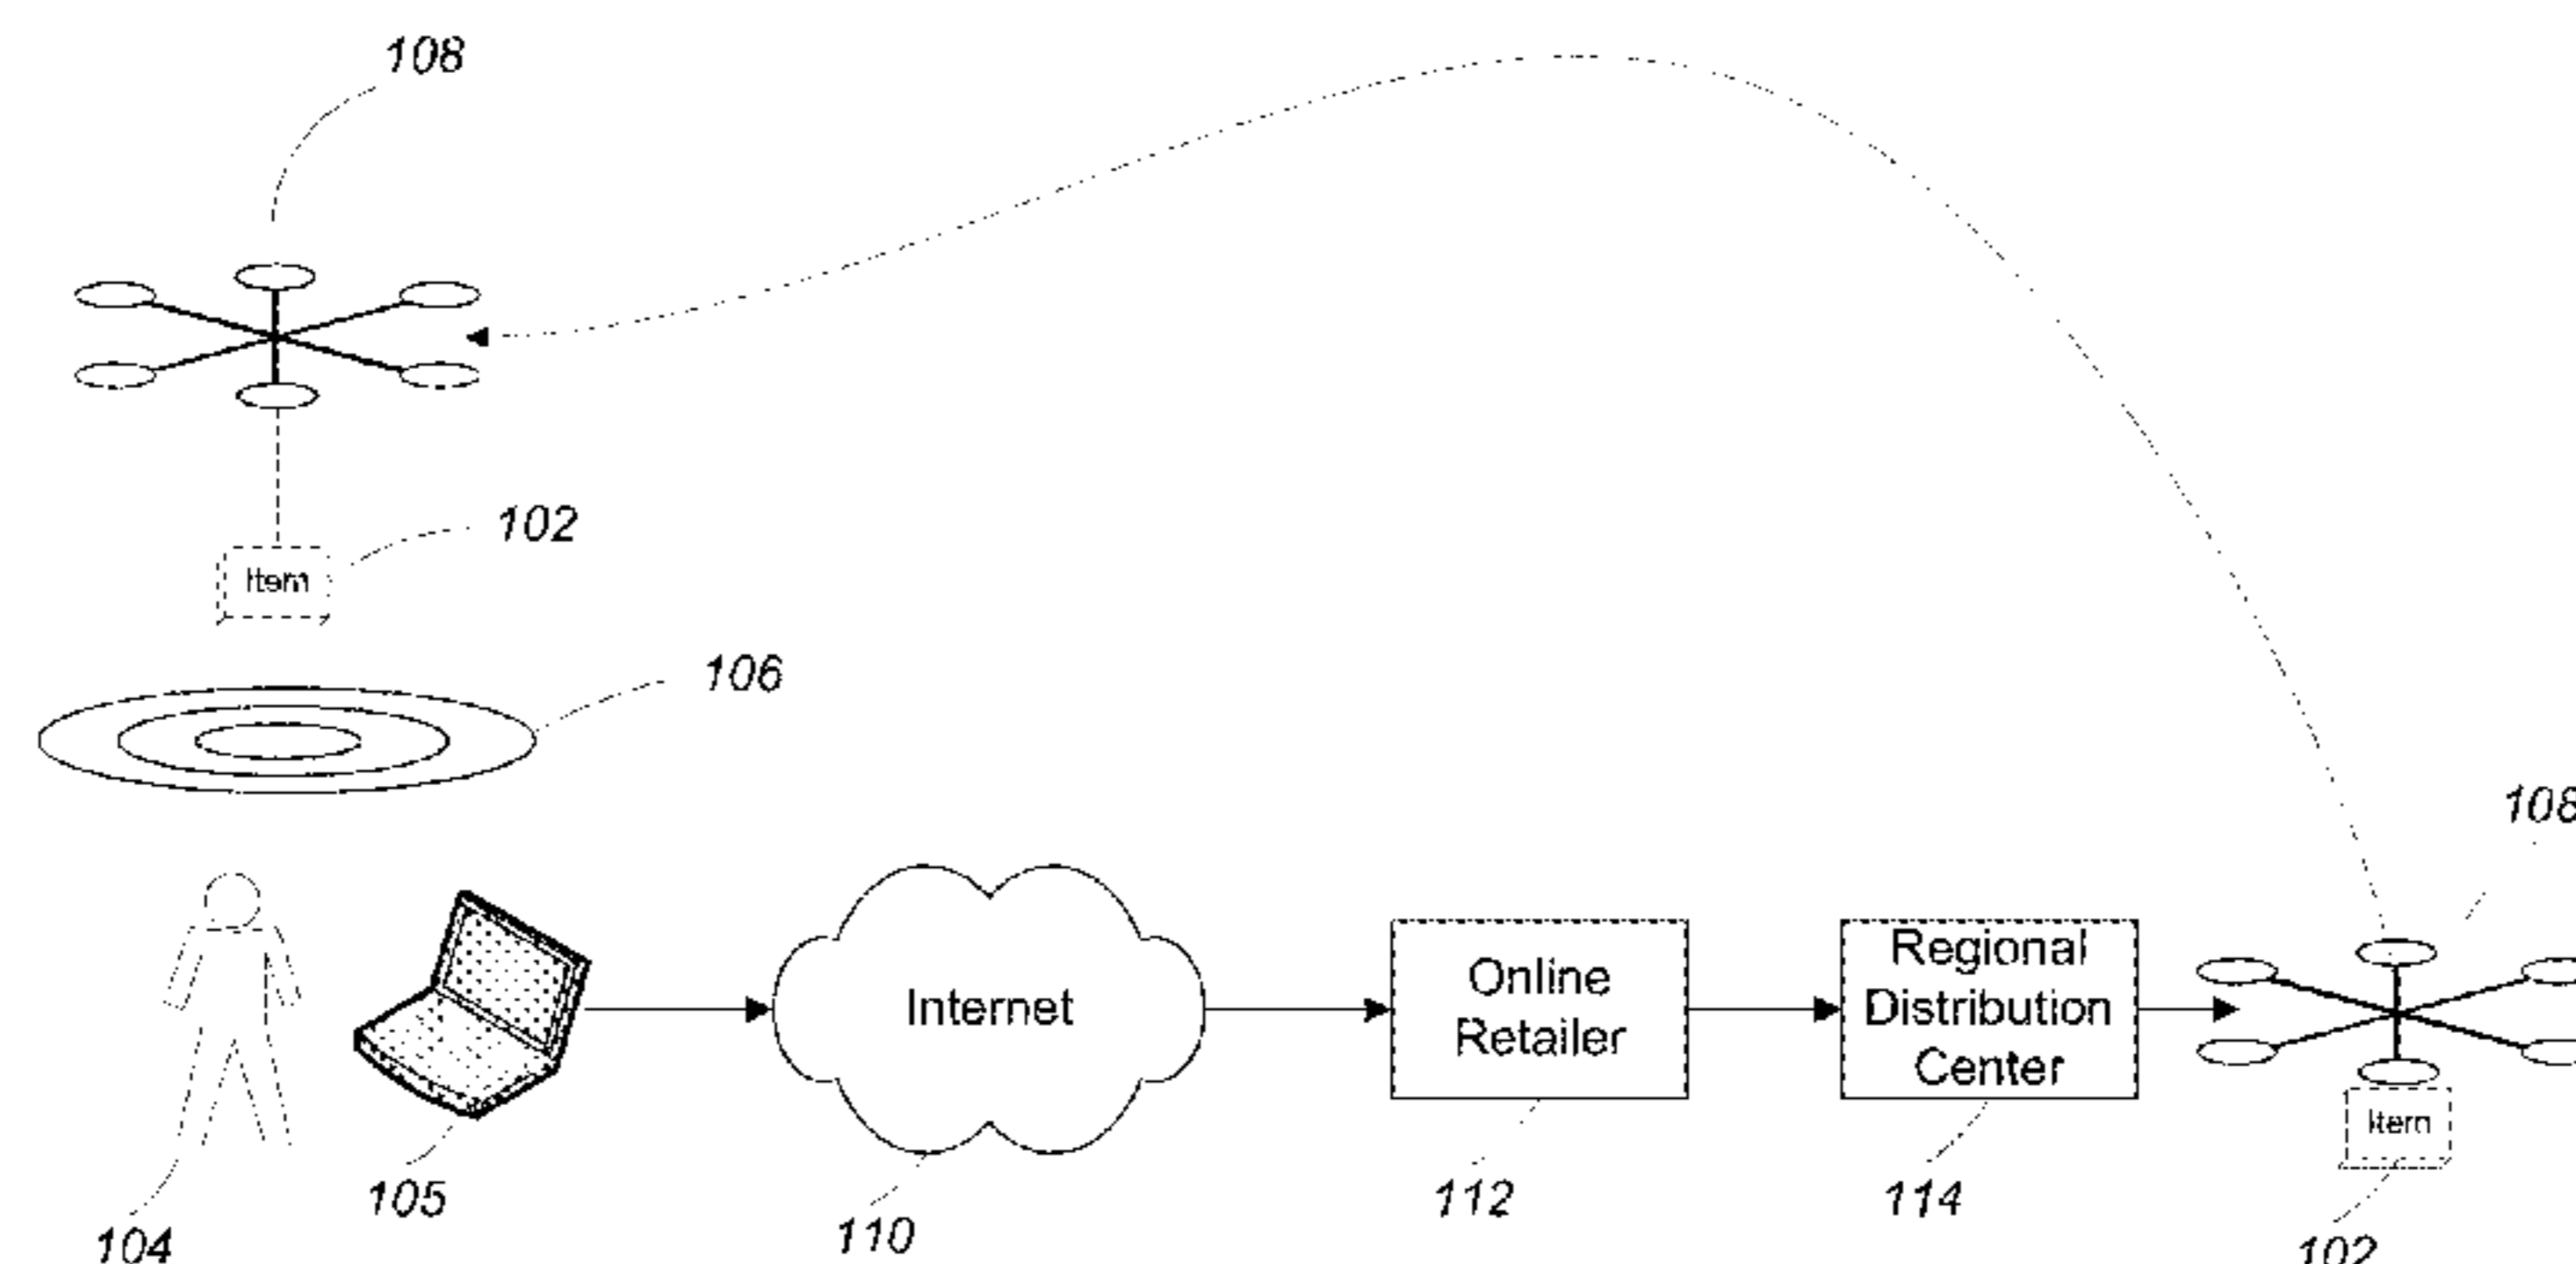 108
102
Item
106
108
Internet
Online
Retailer
Regional
Distribution
Center
Item
105
112
114
104
110
102